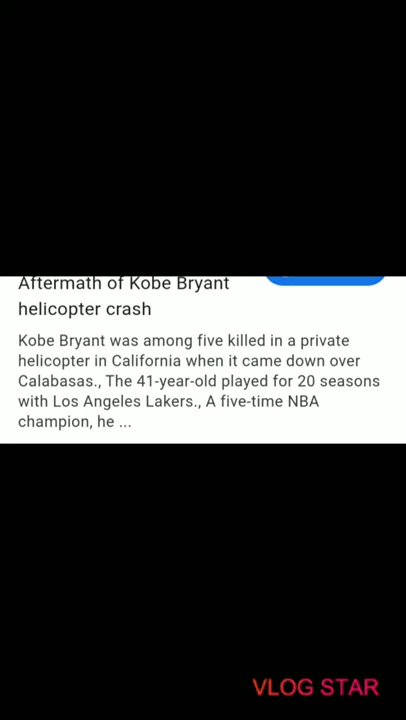 Aftermath of Kobe Bryant
helicopter crash
Kobe Bryant was among five killed in a private
helicopter in California when it came down over
Calabasas., The 41-year-old played for 20 seasons
with Los Angeles Lakers., A five-time NBA
champion, he ...
VLOG STAR